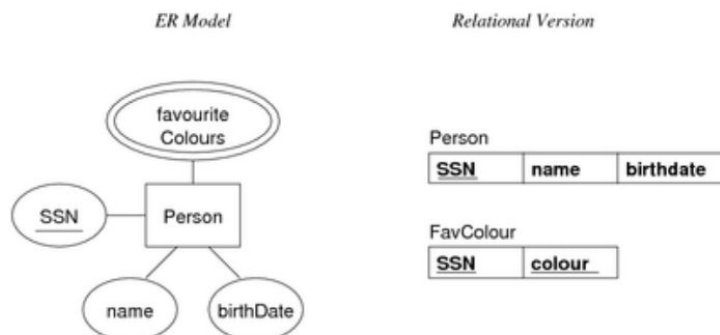 ER Model
Relational Version
favourite
Colours
SSN
Person
name
birthDate
Person
SSN name birthdate
FavColour
SSN colour